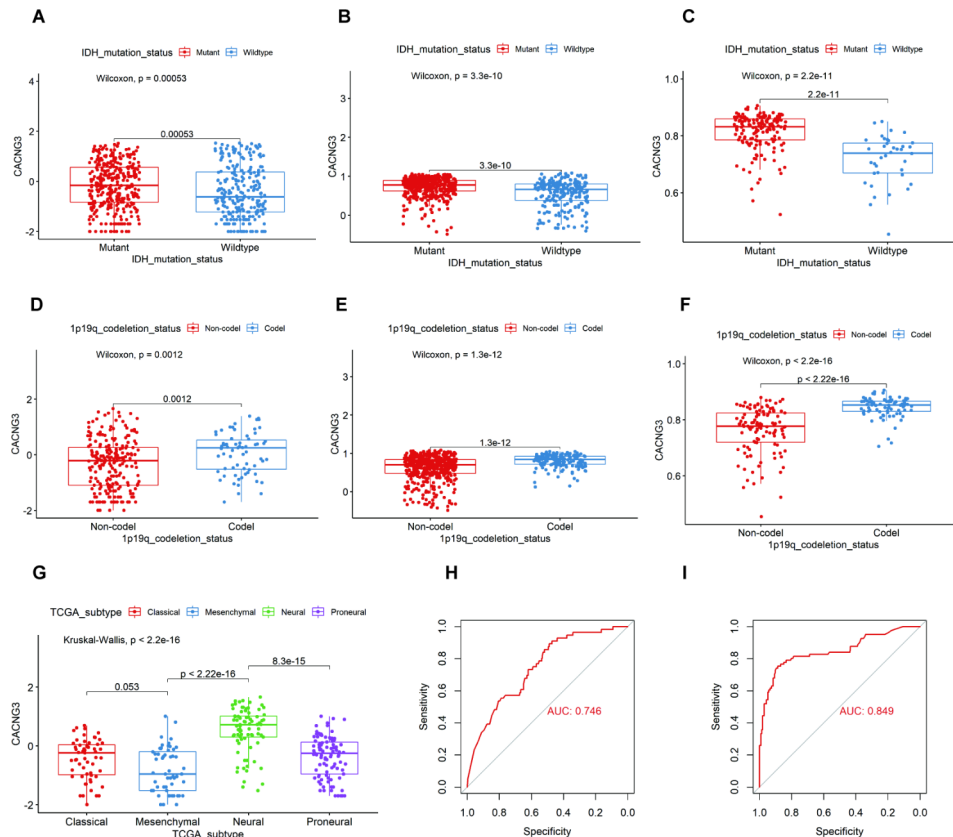 A
IDH_mutation_status Mutant Wildtype
Wilcoxon, p = 0.00053
0.00053
4
2
0
-2
CACNG3
Mutant Wildtype
IDH_mutation_status
B
IDH_mutation_status Mutant Wildtype
Wilcoxon, p = 3.3e-10
3.3e-10
3
2
1
0
CACNG3
Mutant Wildtype
IDH_mutation_status
C
IDH_mutation_status Mutant Wildtype
Wilcoxon, p = 2.2e-11
2.2e-11
1.0
0.8
0.6
CACNG3
Mutant Wildtype
IDH_mutation_status
D
1p19q_codeletion_status Non-codel Codel
Wilcoxon, p = 0.0012
0.0012
4
2
0
-2
CACNG3
Non-codel Codel
1p19q_codeletion_status
E
1p19q_codeletion_status Non-codel Codel
Wilcoxon, p = 1.3e-12
1.3e-12
3
2
1
0
CACNG3
Non-codel Codel
1p19q_codeletion_status
F
1p19q_codeletion_status Non-codel Codel
Wilcoxon, p < 2.2e-16
p < 2.22e-16
1.0
0.8
0.6
CACNG3
Non-codel Codel
1p19q_codeletion_status
G
TCGA_subtype Classical Mesenchymal Neural Proneural
Kruskal-Wallis, p < 2.2e-16
8.3e-15
p < 2.22e-16
0.053
4
2
0
-2
CACNG3
Classical Mesenchymal Neural Proneural
TCGA_subtype
H
1.0
0.8
0.6
0.4
0.2
0.0
Sensitivity
AUC: 0.746
1.0 0.8 0.6 0.4 0.2 0.0
Specificity
I
1.0
0.8
0.6
0.4
0.2
0.0
Sensitivity
AUC: 0.849
1.0 0.8 0.6 0.4 0.2 0.0
Specificity